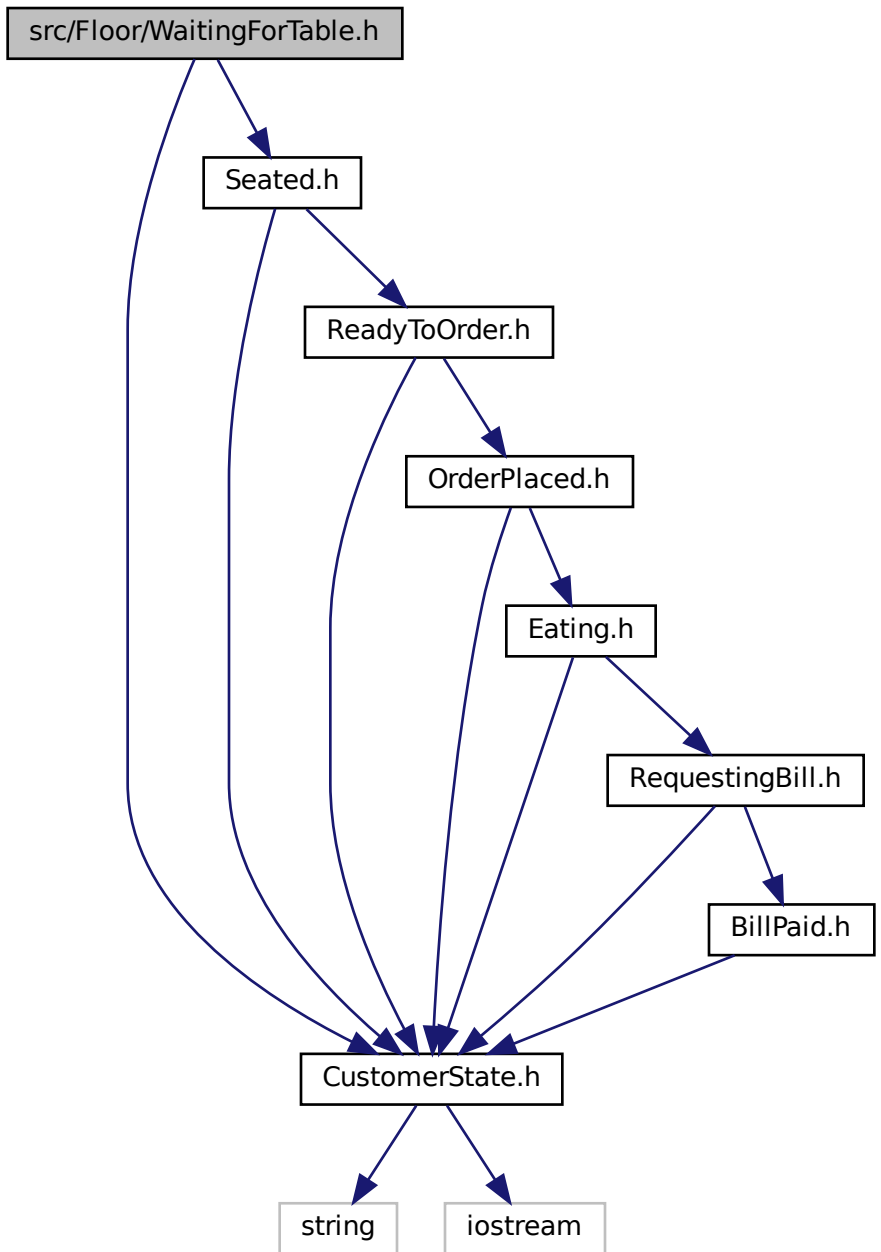 src/Floor/WaitingForTable.h
Seated.h
ReadyToOrder.h
OrderPlaced.h
Eating.h
RequestingBill.h
BillPaid.h
CustomerState.h
string
iostream